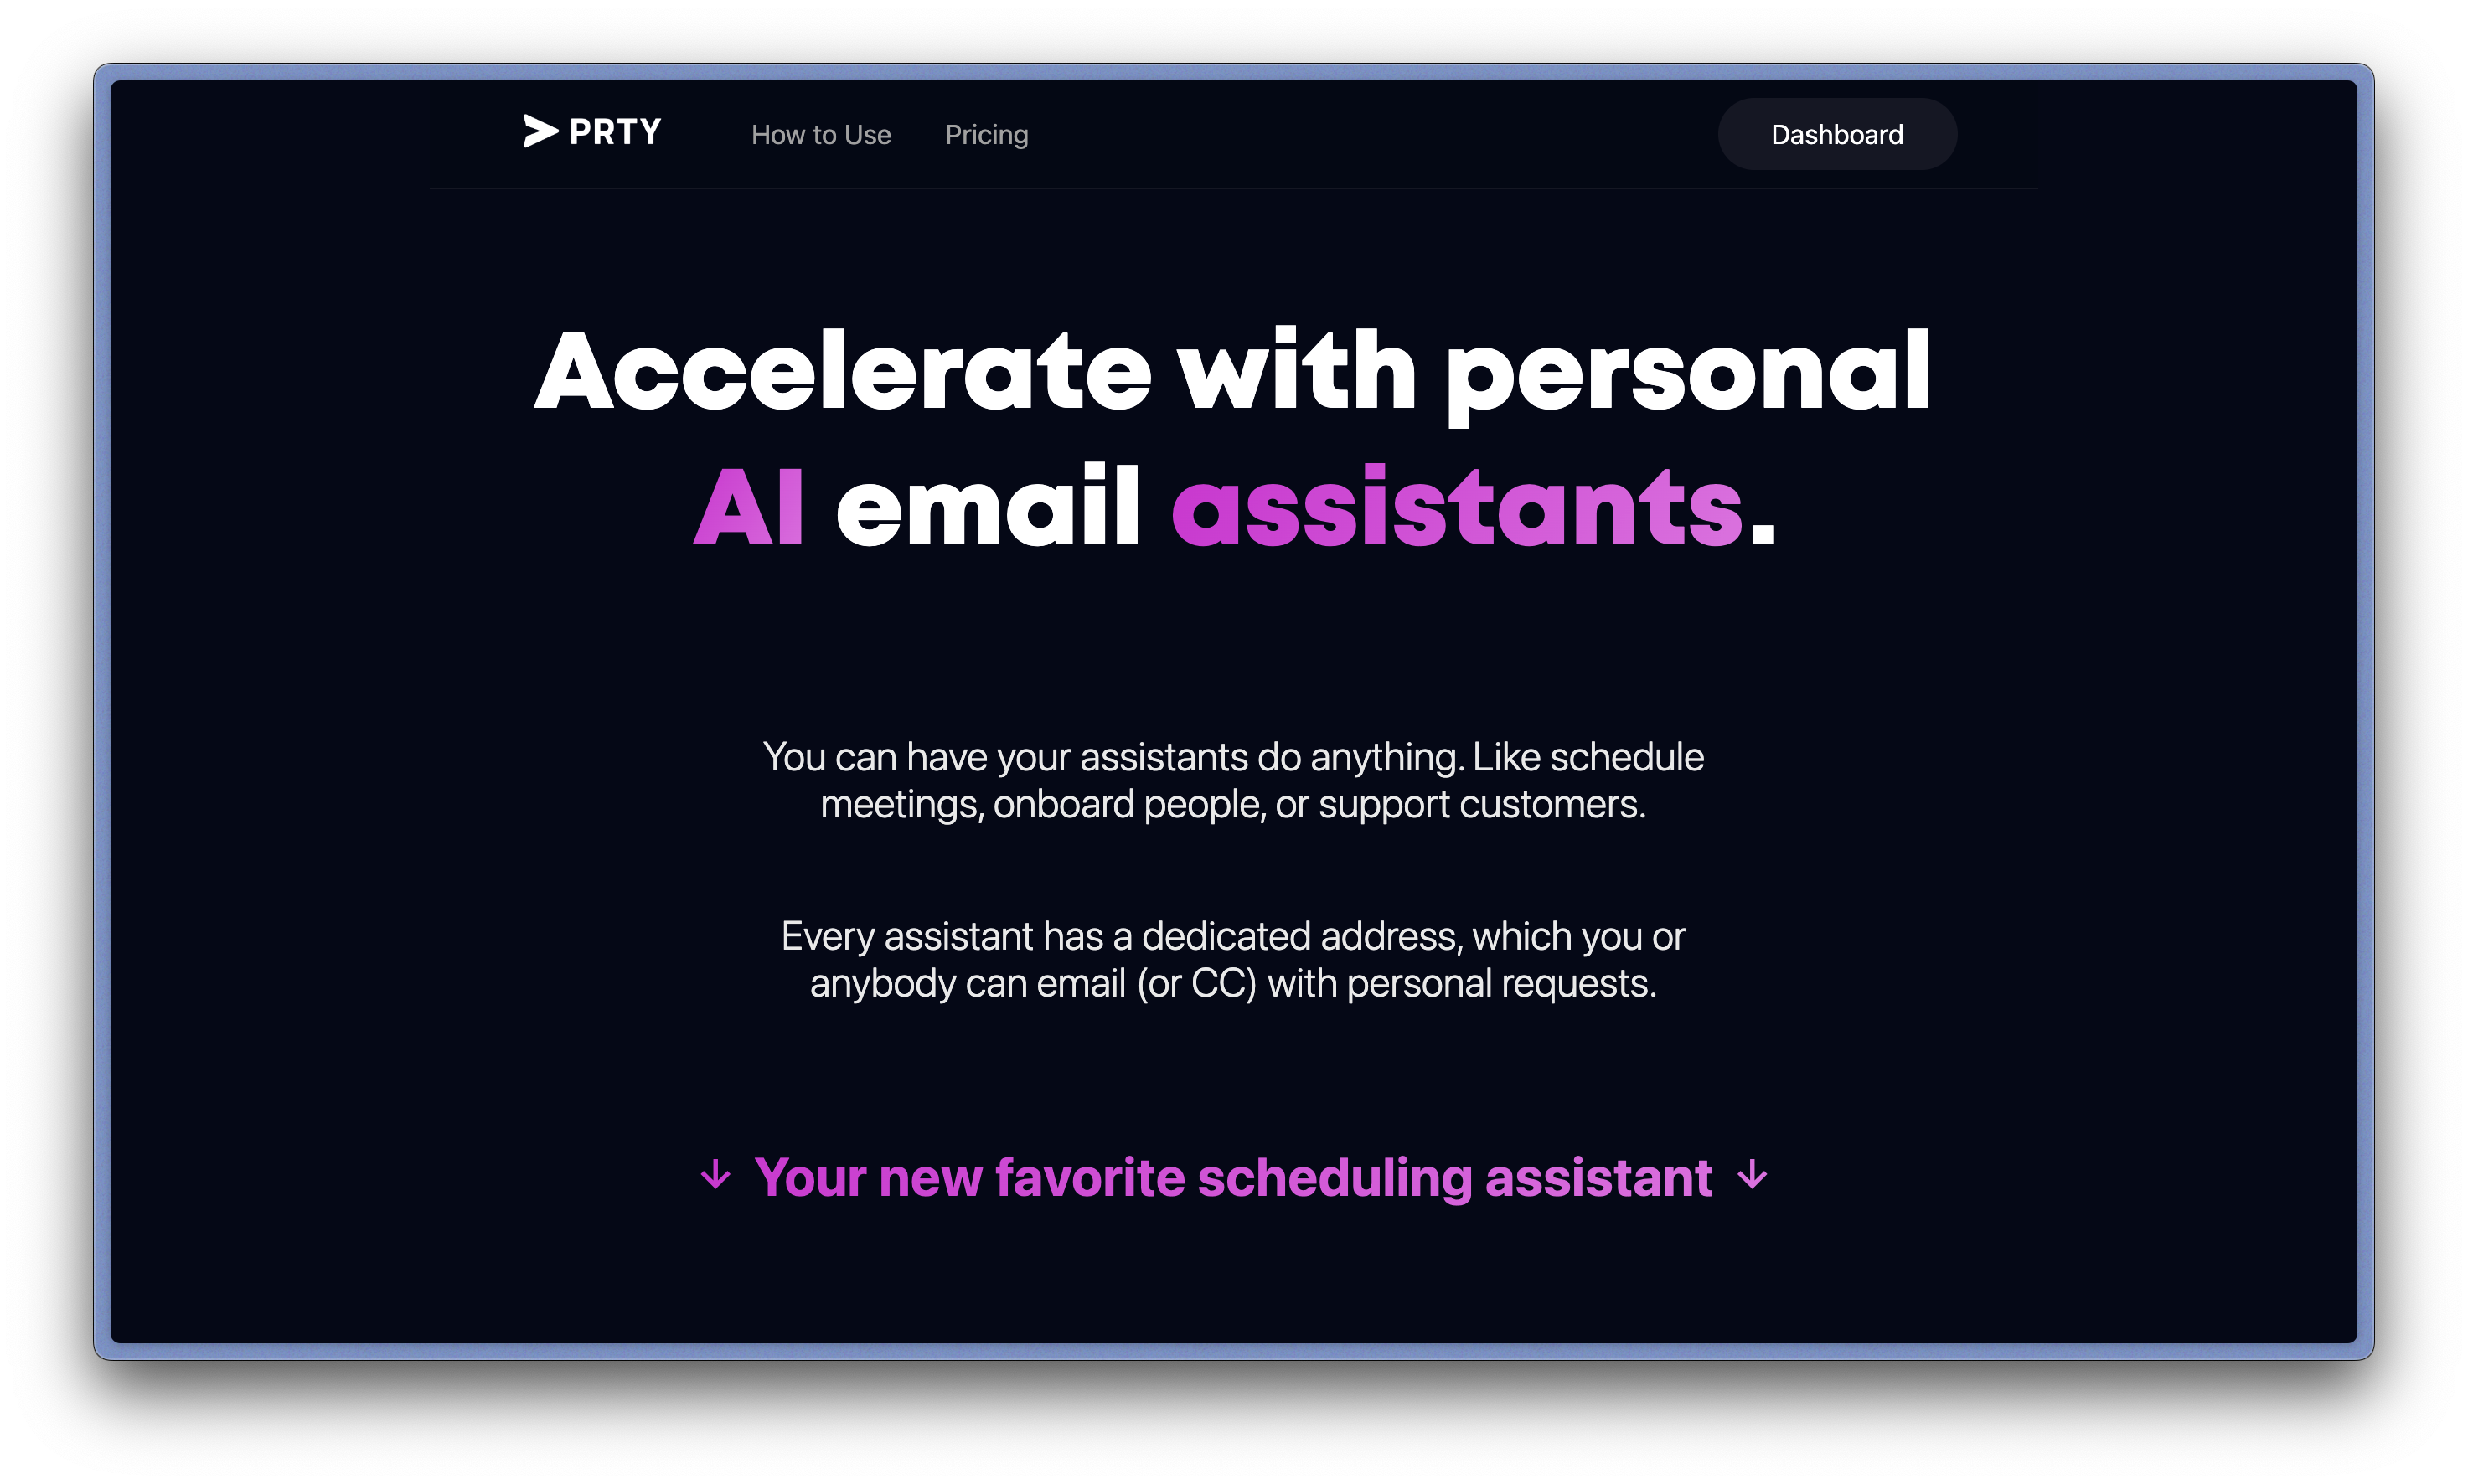 PRTY
How to Use
Pricing
Dashboard
Accelerate with personal
AI email assistants.
You can have your assistants do anything. Like schedule
meetings, onboard people, or support customers.
Every assistant has a dedicated address, which you or
anybody can email (or CC) with personal requests.
↓ Your new favorite scheduling assistant ↓